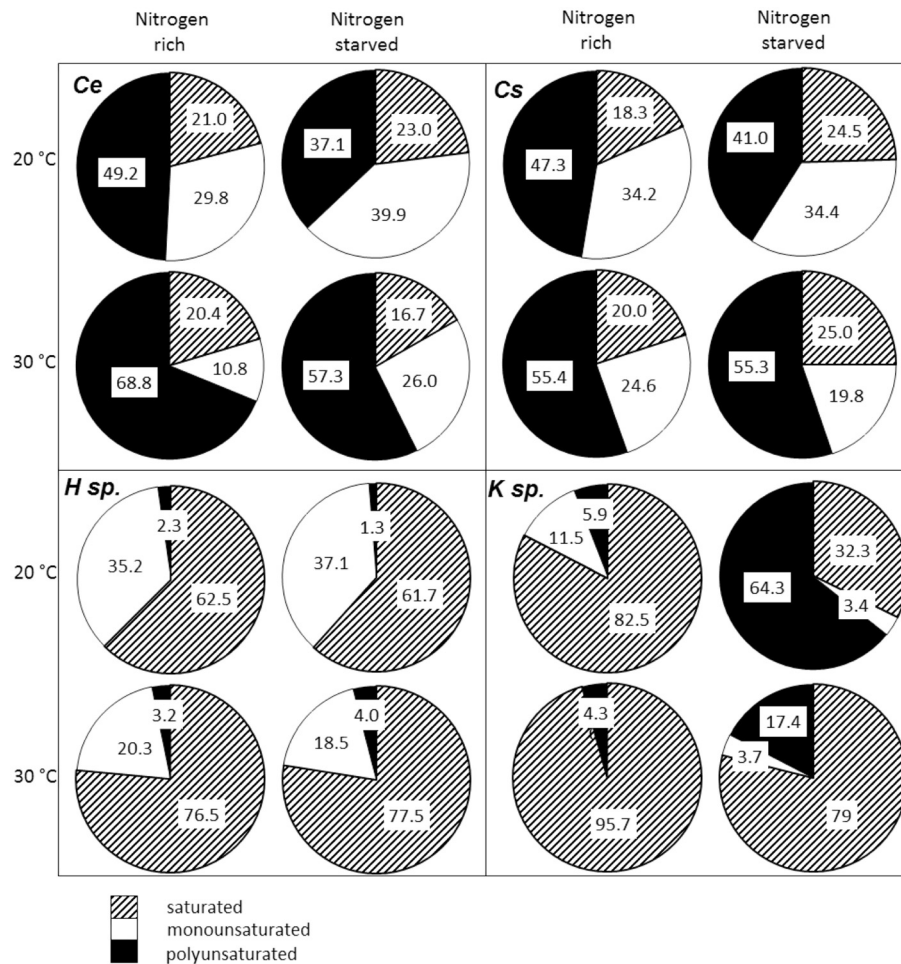 Nitrogen
rich
Nitrogen
starved
Nitrogen
rich
Nitrogen
starved
Ce
Cs
20 °C
21.0
49.2
29.8
23.0
37.1
39.9
18.3
47.3
34.2
24.5
41.0
34.4
30 °C
20.4
10.8
68.8
16.7
57.3
26.0
20.0
55.4
24.6
25.0
55.3
19.8
H sp.
K sp.
20 °C
2.3
35.2
62.5
1.3
37.1
61.7
5.9
11.5
82.5
32.3
64.3
3.4
30 °C
3.2
20.3
76.5
4.0
18.5
77.5
4.3
95.7
17.4
3.7
79
saturated
monounsaturated
polyunsaturated